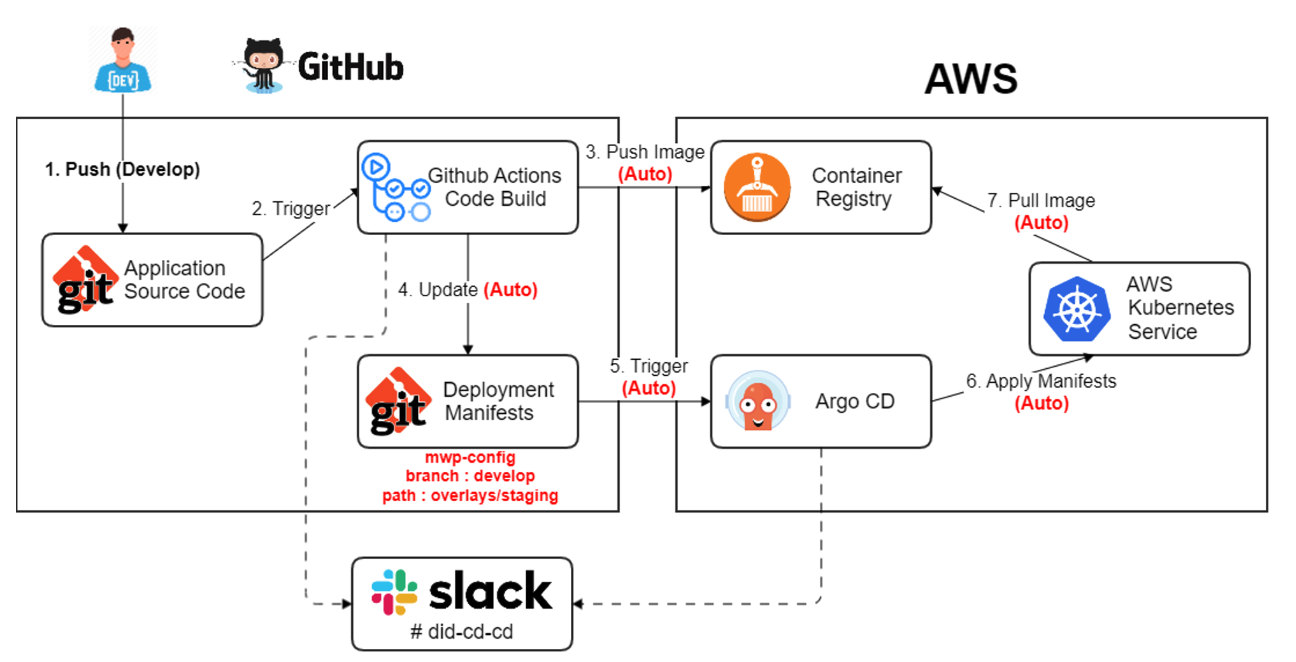 {DEV}
GitHub
AWS
1. Push (Develop)
2. Trigger
Github Actions
Code Build
3. Push Image
(Auto)
Container
Registry
7. Pull Image
(Auto)
git
Application
Source Code
4. Update (Auto)
AWS
Kubernetes
Service
git
Deployment
Manifests
5. Trigger
(Auto)
Argo CD
6. Apply Manifests
(Auto)
mwp-config
branch : develop
path : overlays/staging
slack
# did-cd-cd